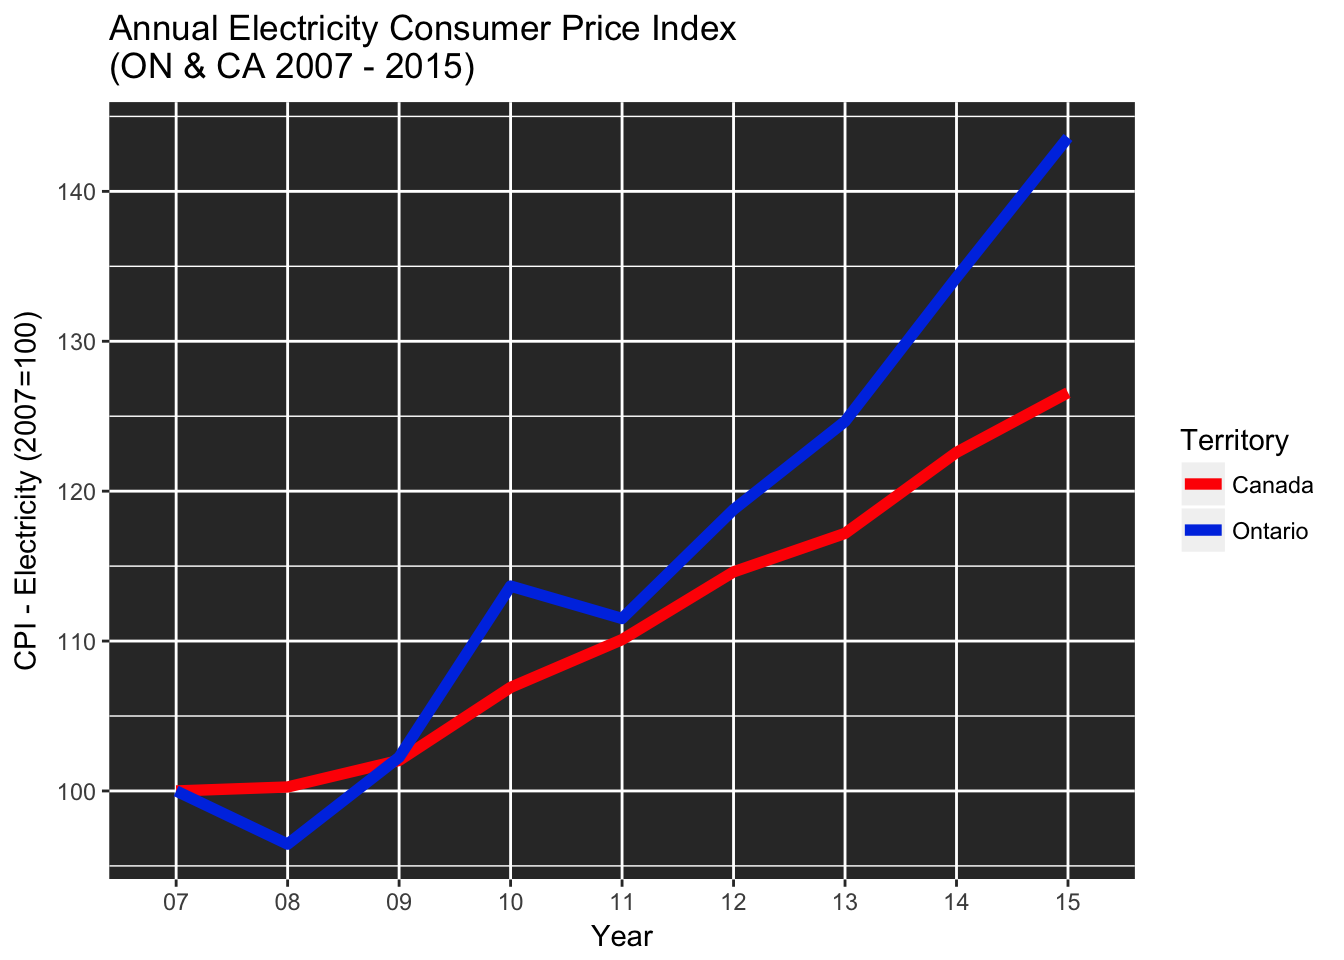 Annual Electricity Consumer Price Index
(ON & CA 2007 - 2015)
CPI - Electricity (2007=100)
140
130
120
110
100
07 08 09 10 11 12 13 14 15
Year
Territory
Canada
Ontario